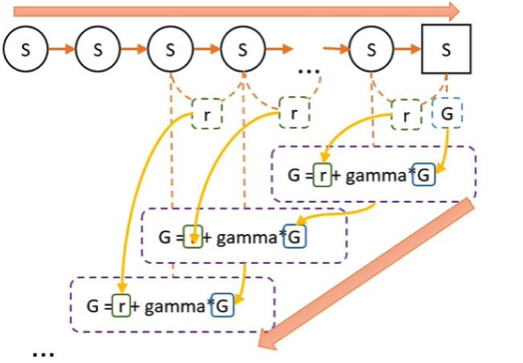 S S S S ... S S
r r r G
G = r + gamma*G
G = + gamma*G
G = r + gamma*G
...